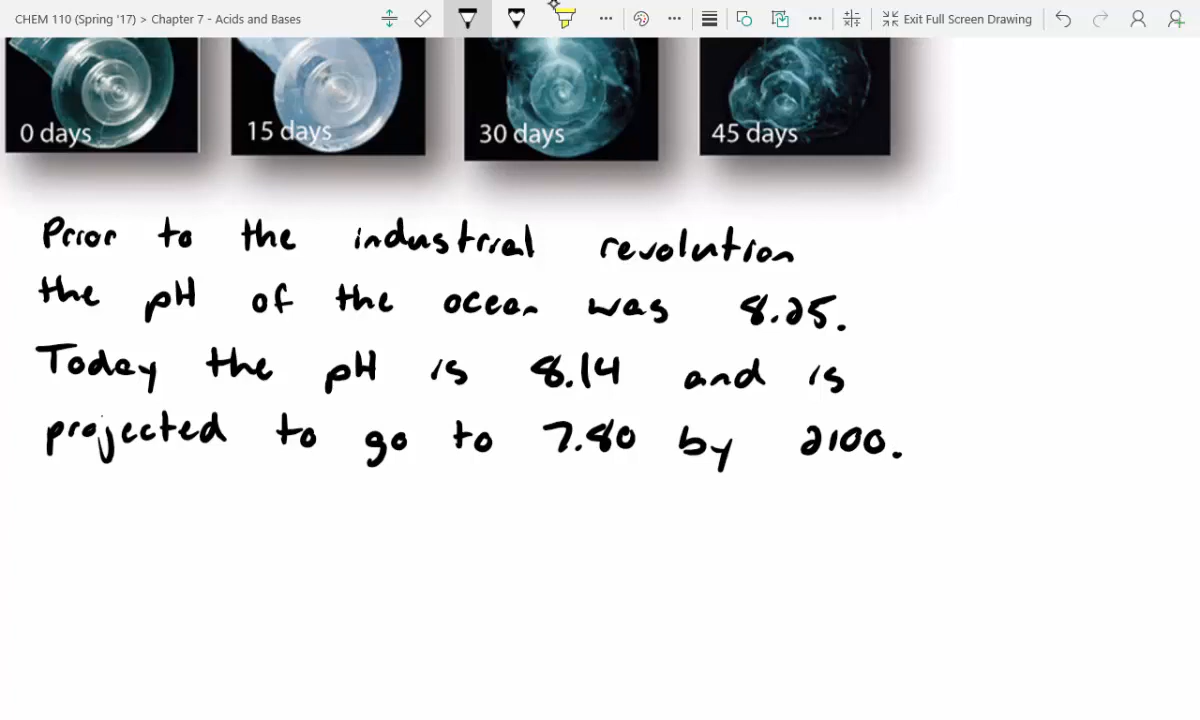 CHEM 110 (Spring '17) > Chapter 7 - Acids and Bases
Exit Full Screen Drawing
0 days 15 days 30 days 45 days
Prior to the industrial revolution
the pH of the ocean was 8.25.
Today the pH is 8.14 and is
projected to go to 7.80 by 2100.